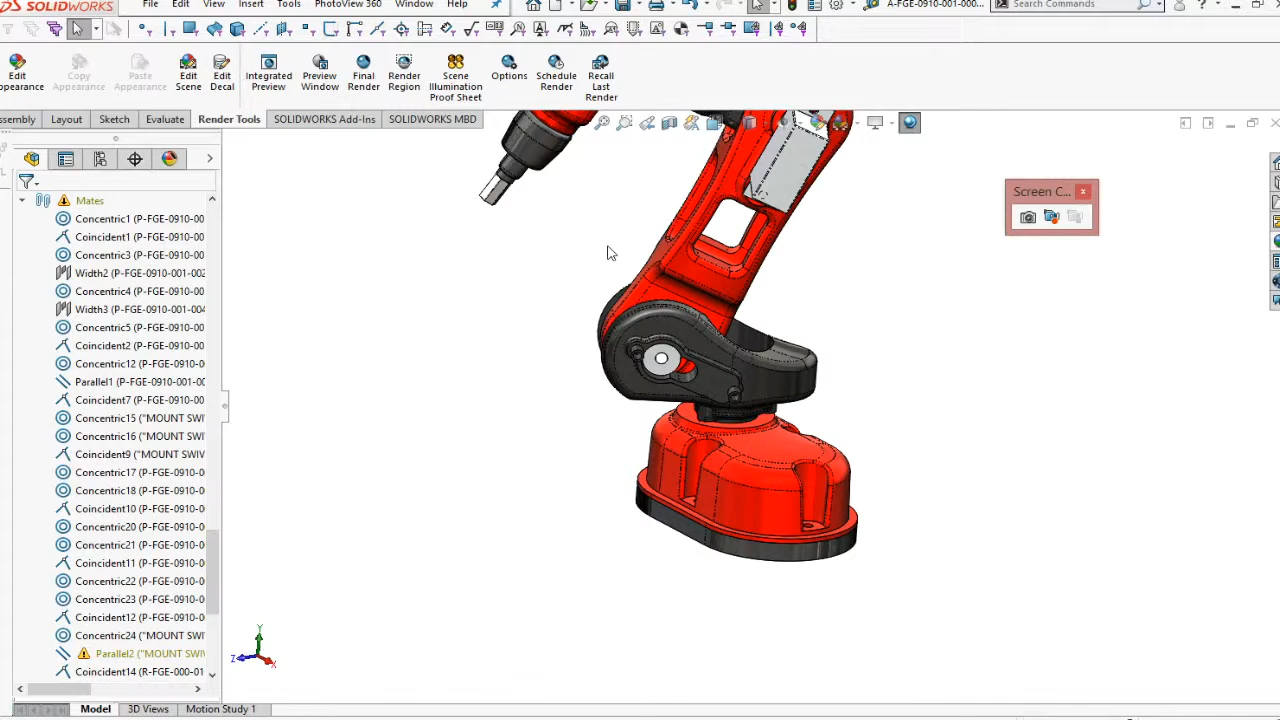 SOLIDWORKS File Edit View Insert Tools PhotoView 360 Window Help A-FGE-0910-001-000... Search Commands
Edit Appearance Copy Appearance Paste Appearance Edit Scene Edit Decal Integrated Preview Preview Window Final Render Render Region Scene Illumination Proof Sheet Options Schedule Render Recall Last Render
ssembly Layout Sketch Evaluate Render Tools SOLIDWORKS Add-Ins SOLIDWORKS MBD
Screen C...
Mates
Concentric1 (P-FGE-0910-00
Coincident1 (P-FGE-0910-00
Concentric3 (P-FGE-0910-00
Width2 (P-FGE-0910-001-002
Concentric4 (P-FGE-0910-00
Width3 (P-FGE-0910-001-004
Concentric5 (P-FGE-0910-00
Coincident2 (P-FGE-0910-00
Concentric12 (P-FGE-0910-0
Parallel1 (P-FGE-0910-001-00
Coincident7 (P-FGE-0910-00
Concentric15 ("MOUNT SWI
Concentric16 ("MOUNT SWI
Coincident9 ("MOUNT SWIV
Concentric17 (P-FGE-0910-0
Concentric18 (P-FGE-0910-0
Coincident10 (P-FGE-0910-0
Concentric20 (P-FGE-0910-0
Concentric21 (P-FGE-0910-0
Coincident11 (P-FGE-0910-0
Concentric22 (P-FGE-0910-0
Concentric23 (P-FGE-0910-0
Coincident12 (P-FGE-0910-0
Concentric24 ("MOUNT SWI
Parallel2 ("MOUNT SWIV
Coincident14 (R-FGE-000-01
Y
Z
X
Model 3D Views Motion Study 1